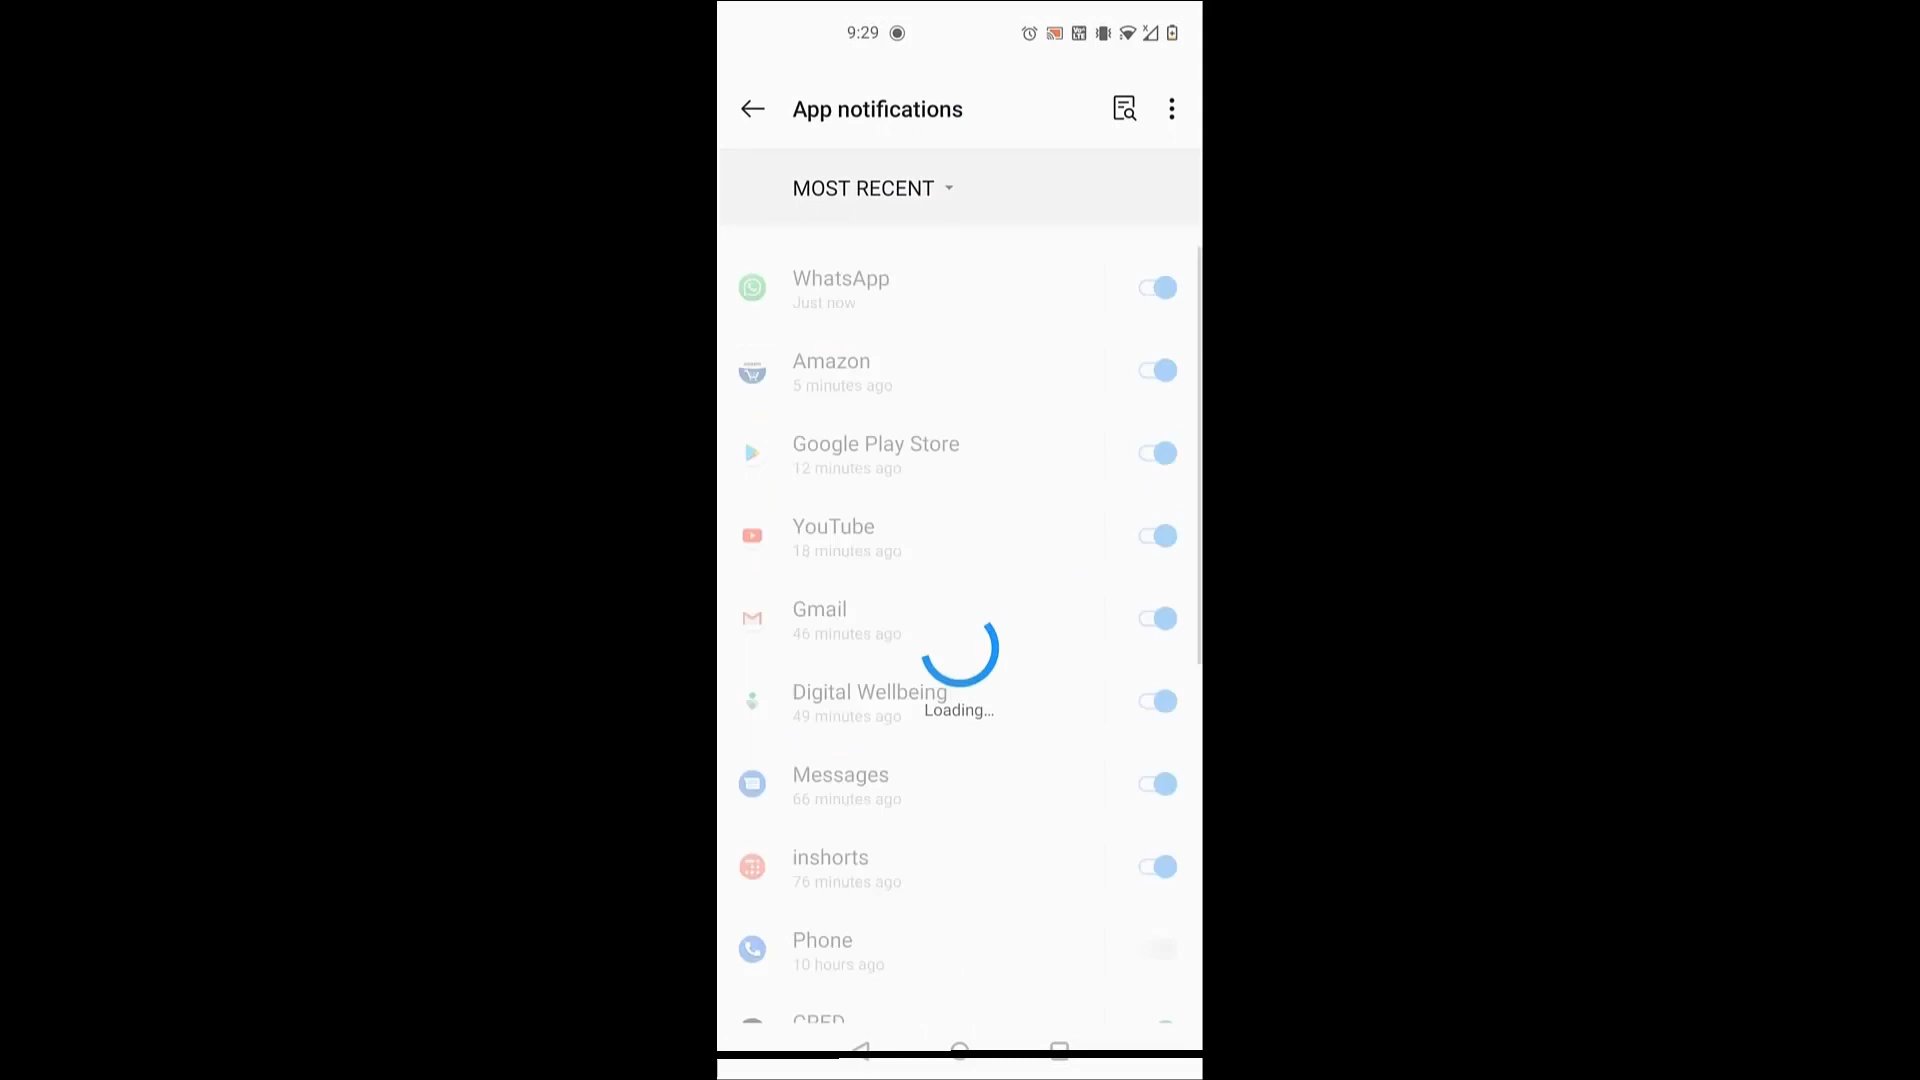 9:29
App notifications
MOST RECENT
WhatsApp
Just now
Amazon
5 minutes ago
Google Play Store
12 minutes ago
YouTube
18 minutes ago
Gmail
46 minutes ago
Digital Wellbeing
49 minutes ago
Loading...
Messages
66 minutes ago
inshorts
76 minutes ago
Phone
10 hours ago
CRED